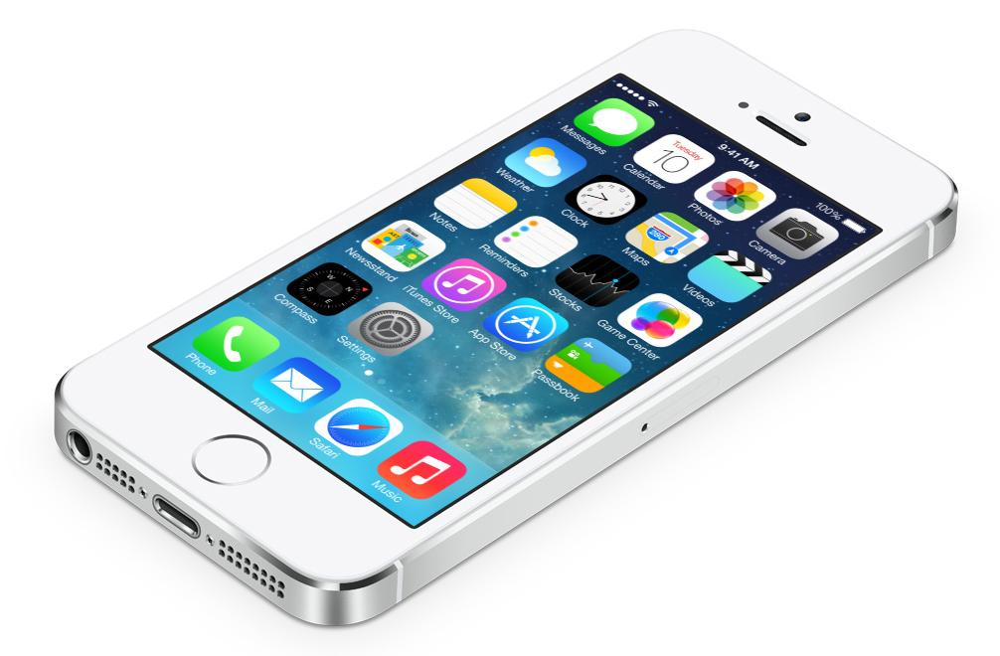 9:41 AM
100%
Messages
Tuesday
10
Calendar
Photos
Camera
Weather
Clock
280
Maps
Videos
Notes
Reminders
Stocks
Game Center
Newsstand
iTunes Store
App Store
Passbook
N
E
S
W
Compass
Settings
Phone
Mail
Safari
Music